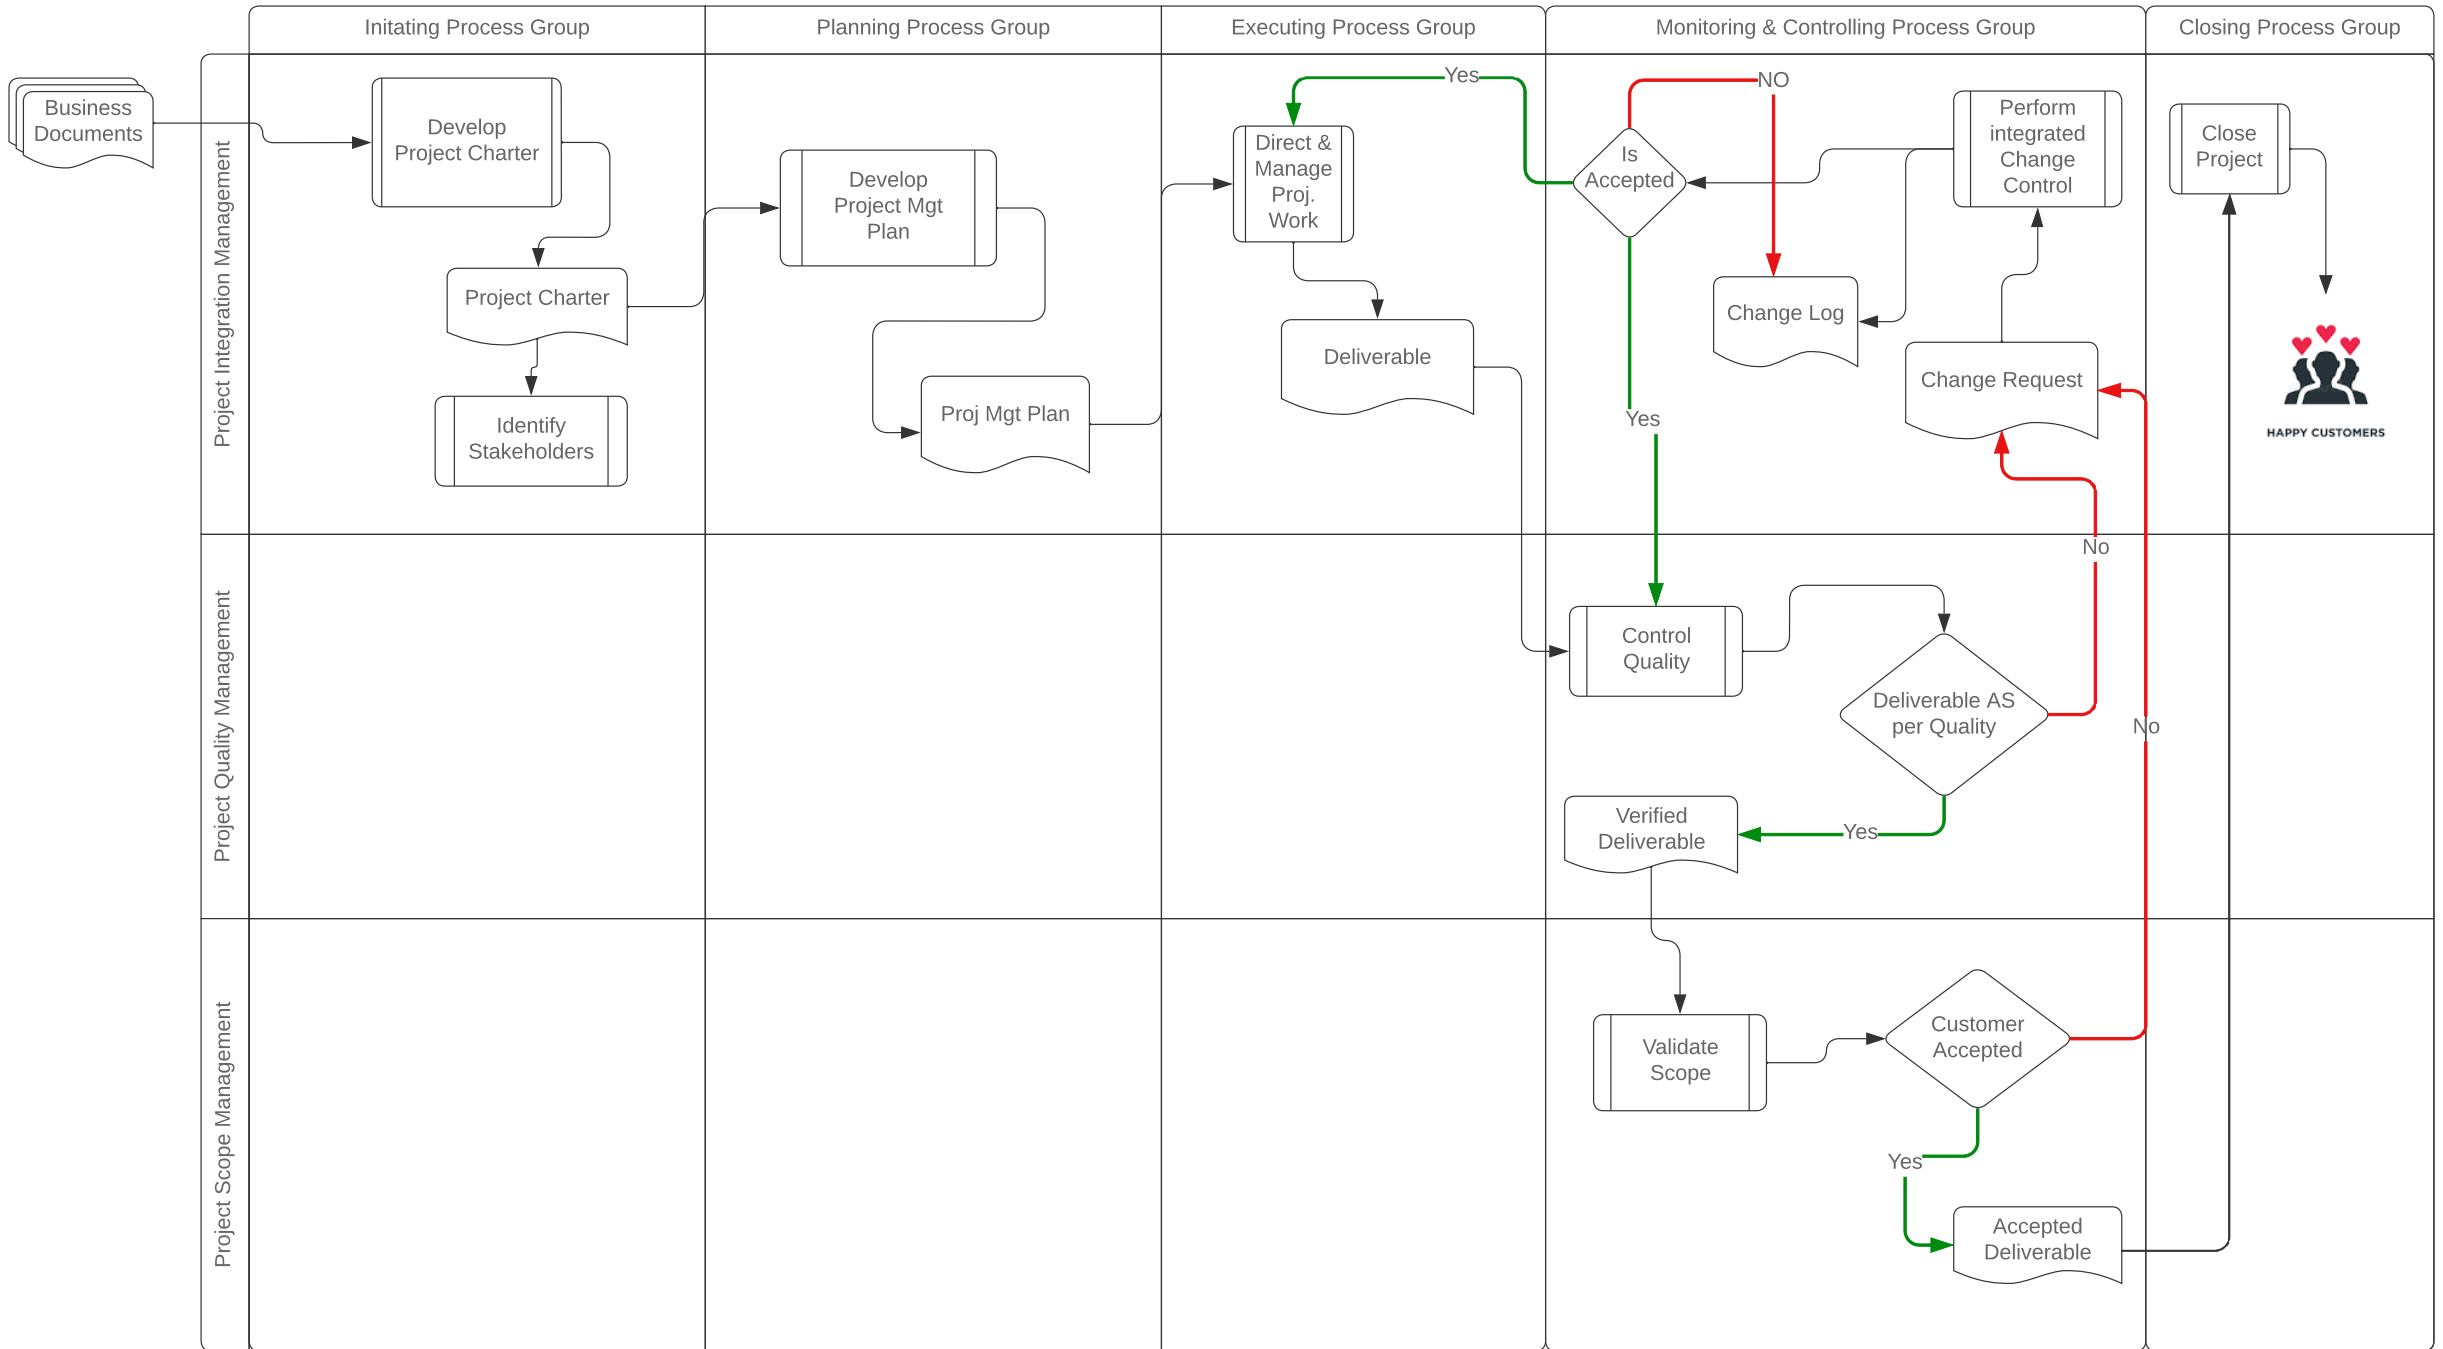 Initating Process Group
Planning Process Group
Executing Process Group
Monitoring & Controlling Process Group
Closing Process Group
Project Integration Management
Business
Documents
Develop
Project Charter
Project Charter
Identify
Stakeholders
Develop
Project Mgt
Plan
Proj Mgt Plan
Yes
Direct &
Manage
Proj.
Work
Deliverable
NO
Is
Accepted
Yes
Change Log
Perform
integrated
Change
Control
Change Request
Close
Project
HAPPY CUSTOMERS
Project Quality Management
No
Control
Quality
Deliverable AS
per Quality
No
Verified
Deliverable
Yes
Project Scope Management
Validate
Scope
Customer
Accepted
Yes
Accepted
Deliverable